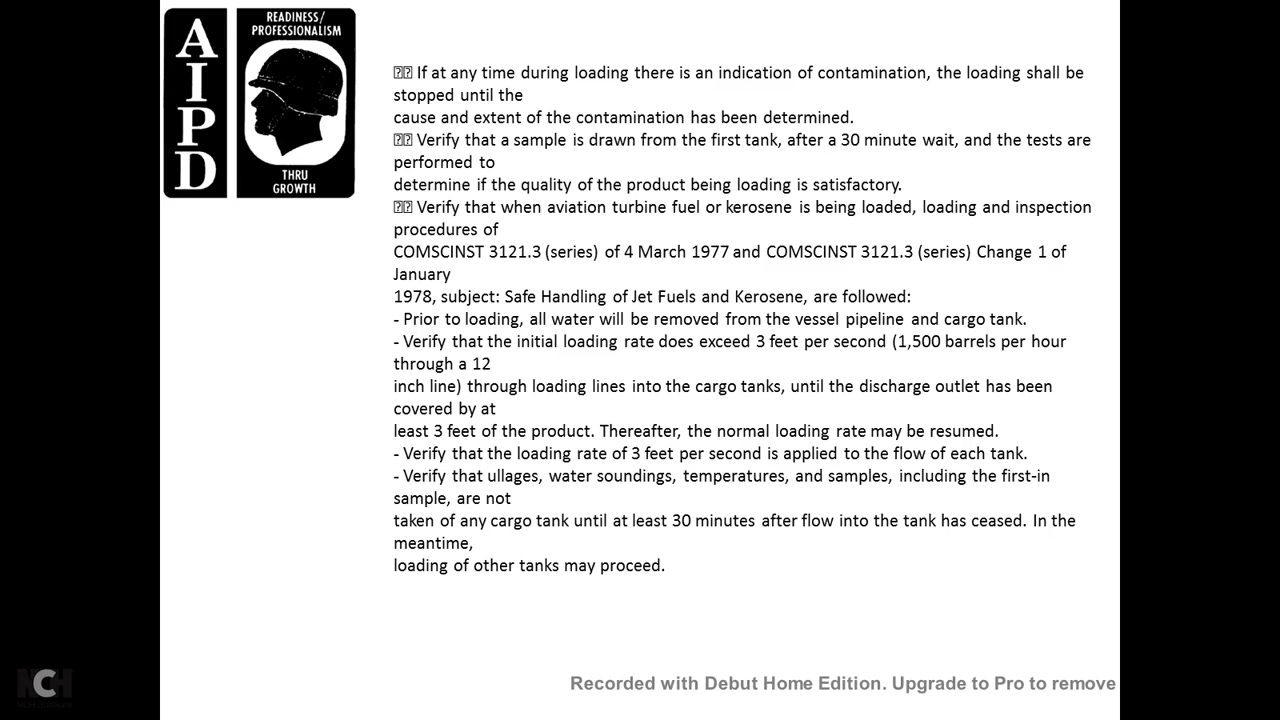 READINESS/
PROFESSIONALISM
AIPD
THRU
GROWTH
If at any time during loading there is an indication of contamination, the loading shall be
stopped until the
cause and extent of the contamination has been determined.
Verify that a sample is drawn from the first tank, after a 30 minute wait, and the tests are
performed to
determine if the quality of the product being loading is satisfactory.
Verify that when aviation turbine fuel or kerosene is being loaded, loading and inspection
procedures of
COMSCINST 3121.3 (series) of 4 March 1977 and COMSCINST 3121.3 (series) Change 1 of
January
1978, subject: Safe Handling of Jet Fuels and Kerosene, are followed:
- Prior to loading, all water will be removed from the vessel pipeline and cargo tank.
- Verify that the initial loading rate does exceed 3 feet per second (1,500 barrels per hour
through a 12
inch line) through loading lines into the cargo tanks, until the discharge outlet has been
covered by at
least 3 feet of the product. Thereafter, the normal loading rate may be resumed.
- Verify that the loading rate of 3 feet per second is applied to the flow of each tank.
- Verify that ullages, water soundings, temperatures, and samples, including the first-in
sample, are not
taken of any cargo tank until at least 30 minutes after flow into the tank has ceased. In the
meantime,
loading of other tanks may proceed.
NCH
Recorded with Debut Home Edition. Upgrade to Pro to remove